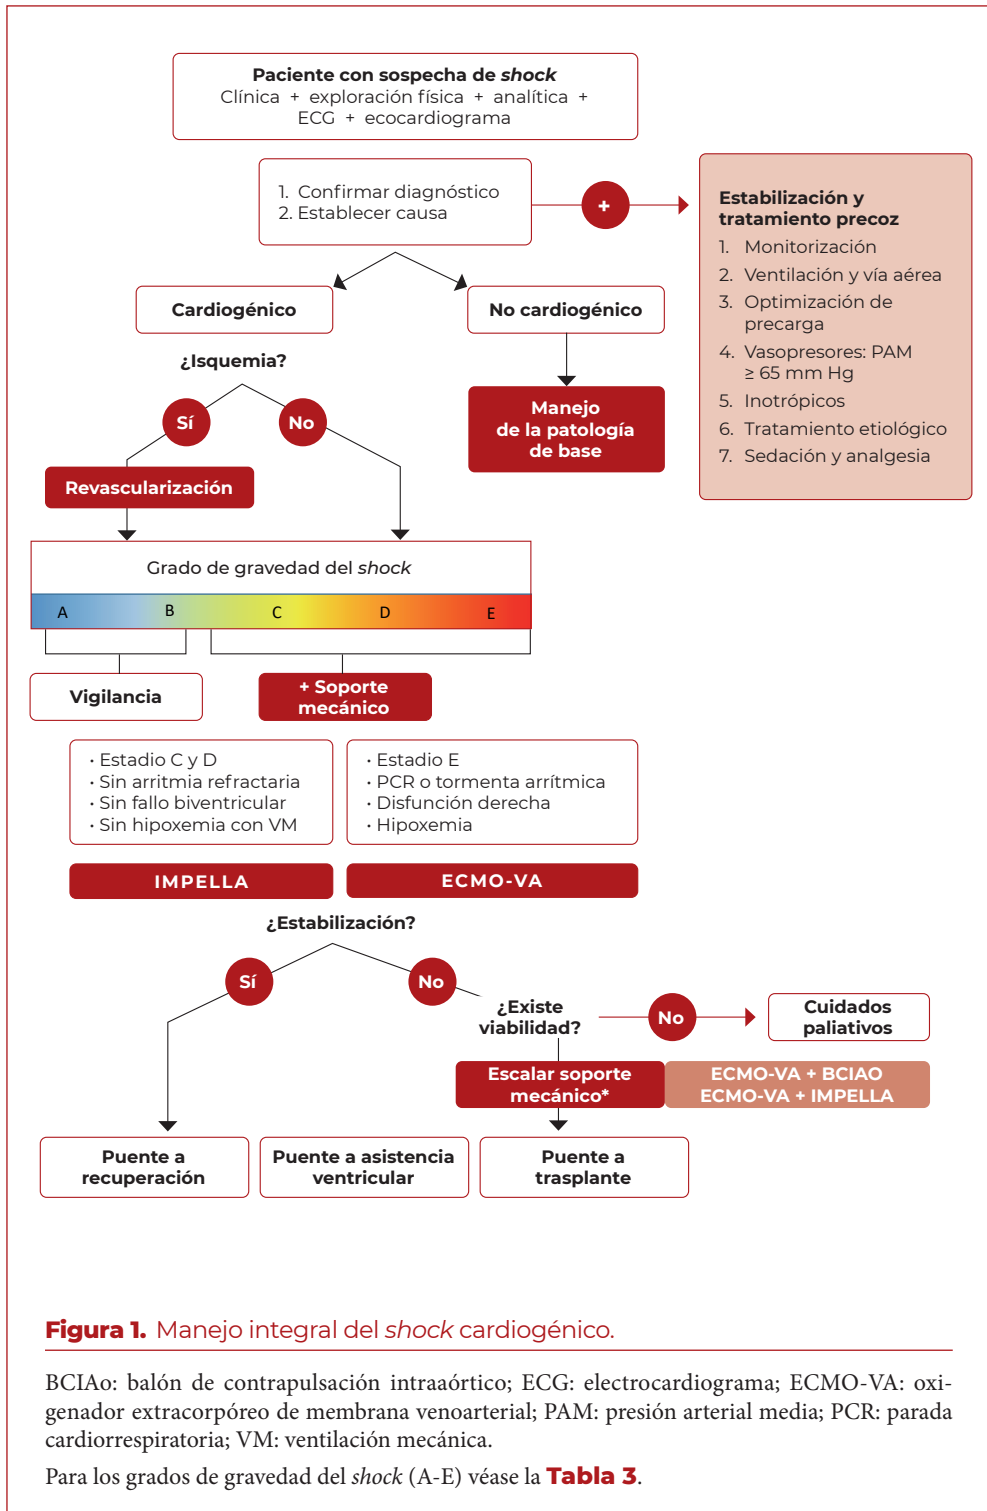 Paciente con sospecha de shock
Clínica + exploración física + analítica +
ECG + ecocardiograma
1. Confirmar diagnóstico
2. Establecer causa
+
Estabilización y
tratamiento precoz
1. Monitorización
2. Ventilación y vía aérea
3. Optimización de
precarga
4. Vasopresores: PAM
≥ 65 mm Hg
5. Inotrópicos
6. Tratamiento etiológico
7. Sedación y analgesia
Cardiogénico
No cardiogénico
¿Isquemia?
Sí
No
Manejo
de la patología
de base
Revascularización
Grado de gravedad del shock
A B C D E
Vigilancia
+ Soporte
mecánico
· Estadio C y D
· Sin arritmia refractaria
· Sin fallo biventricular
· Sin hipoxemia con VM
· Estadio E
· PCR o tormenta arrítmica
· Disfunción derecha
· Hipoxemia
IMPELLA
ECMO-VA
¿Estabilización?
Sí
No
¿Existe
viabilidad?
No
Cuidados
paliativos
Escalar soporte
mecánico*
ECMO-VA + BCIAO
ECMO-VA + IMPELLA
Puente a
recuperación
Puente a asistencia
ventricular
Puente a
trasplante
Figura 1. Manejo integral del shock cardiogénico.
BCIAo: balón de contrapulsación intraaórtico; ECG: electrocardiograma; ECMO-VA: oxi-
genador extracorpóreo de membrana venoarterial; PAM: presión arterial media; PCR: parada
cardiorrespiratoria; VM: ventilación mecánica.
Para los grados de gravedad del shock (A-E) véase la Tabla 3.